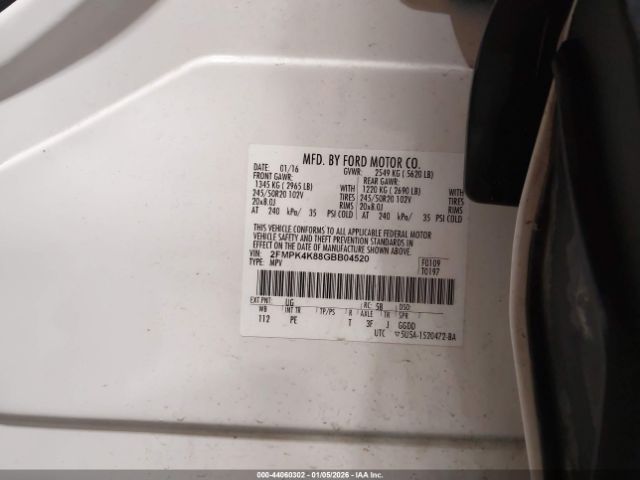 MFD. BY FORD MOTOR CO.
DATE: 01/16 GVWR: 2549 KG ( 5620 LB)
FRONT GAWR: REAR GAWR:
1345 KG ( 2965 LB) WITH 1220 KG ( 2690 LB) WITH
245/50R20 102V TIRES 245/50R20 102V TIRES
20x8.0J RIMS 20x8.0J RIMS
AT 240 kPa/ 35 PSI COLD AT 240 kPa/ 35 PSI COLD
THIS VEHICLE CONFORMS TO ALL APPLICABLE FEDERAL MOTOR
VEHICLE SAFETY AND BUMPER STANDARDS IN
EFFECT ON THE DATE OF MANUFACTURE SHOWN ABOVE.
VIN: 2FMPK4K88GBB04520 F0109
TYPE: MPV T0197
EXT PNT: UG RC: 58 DSO:
WB INT TR TP/PS R AXLE TR SPR
112 PE T 3F J GGDD
UTC ▽5U5A-1520472-BA
000-44060302 | 01/05/2026 - IAA Inc.